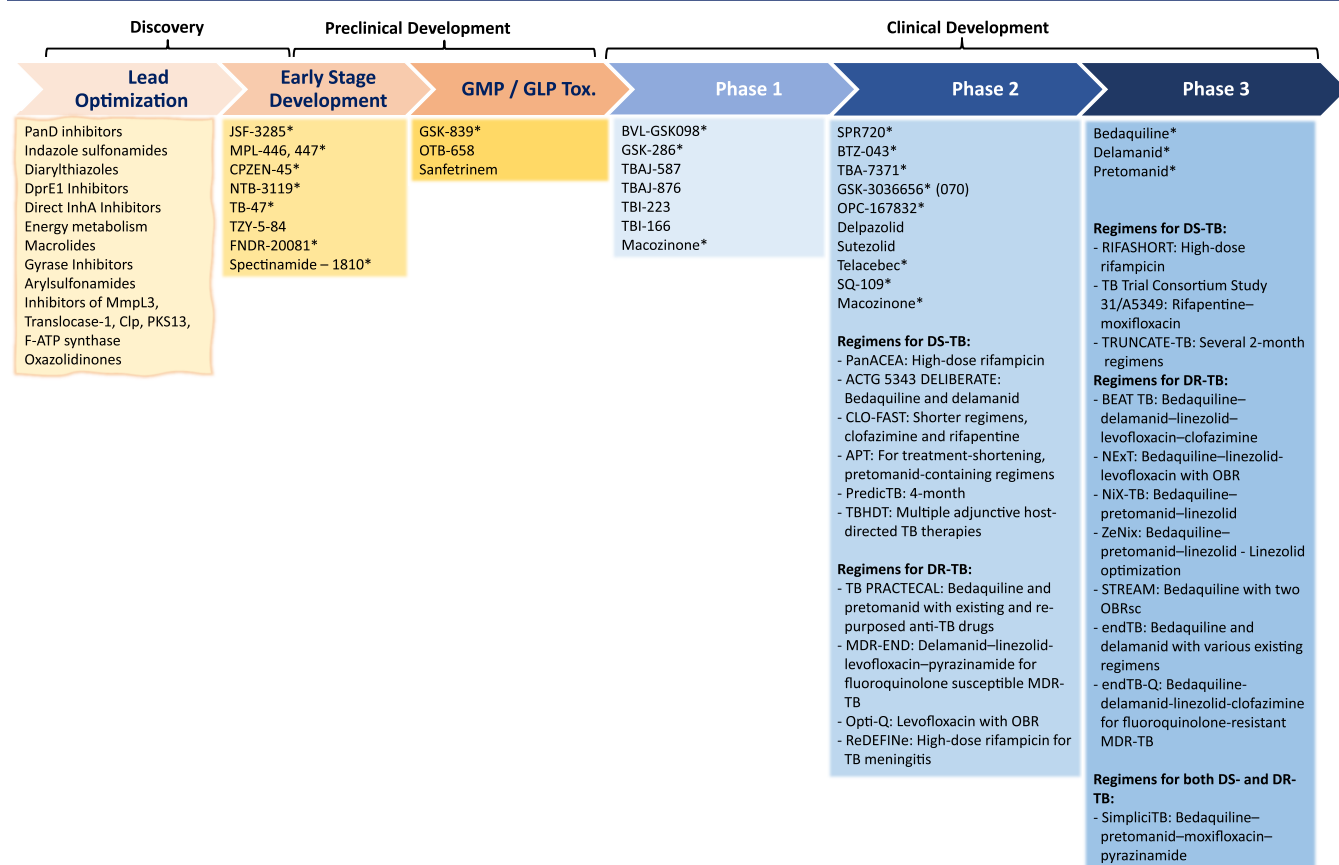 Discovery
Preclinical Development
Clinical Development
Lead
Optimization
Early Stage
Development
GMP / GLP Tox.
Phase 1
Phase 2
Phase 3
PanD inhibitors
Indazole sulfonamides
Diarylthiazoles
DprE1 Inhibitors
Direct InhA Inhibitors
Energy metabolism
Macrolides
Gyrase Inhibitors
Arylsulfonamides
Inhibitors of MmpL3,
Translocase-1, Clp, PKS13,
F-ATP synthase
Oxazolidinones
JSF-3285*
MPL-446, 447*
CPZEN-45*
NTB-3119*
TB-47*
TZY-5-84
FNDR-20081*
Spectinamide – 1810*
GSK-839*
OTB-658
Sanfetrinem
BVL-GSK098*
GSK-286*
TBAJ-587
TBAJ-876
TBI-223
TBI-166
Macozinone*
SPR720*
BTZ-043*
TBA-7371*
GSK-3036656* (070)
OPC-167832*
Delpazolid
Sutezolid
Telacebec*
SQ-109*
Macozinone*
Regimens for DS-TB:
- PanACEA: High-dose rifampicin
- ACTG 5343 DELIBERATE:
Bedaquiline and delamanid
- CLO-FAST: Shorter regimens,
clofazimine and rifapentine
- APT: For treatment-shortening,
pretomanid-containing regimens
- PredicTB: 4-month
- TBHDT: Multiple adjunctive host-
directed TB therapies
Regimens for DR-TB:
- TB PRACTECAL: Bedaquiline and
pretomanid with existing and re-
purposed anti-TB drugs
- MDR-END: Delamanid–linezolid-
levofloxacin–pyrazinamide for
fluoroquinolone susceptible MDR-
TB
- Opti-Q: Levofloxacin with OBR
- ReDEFINe: High-dose rifampicin for
TB meningitis
Bedaquiline*
Delamanid*
Pretomanid*
Regimens for DS-TB:
- RIFASHORT: High-dose
rifampicin
- TB Trial Consortium Study
31/A5349: Rifapentine–
moxifloxacin
- TRUNCATE-TB: Several 2-month
regimens
Regimens for DR-TB:
- BEAT TB: Bedaquiline–
delamanid–linezolid–
levofloxacin–clofazimine
- NExT: Bedaquiline–linezolid-
levofloxacin with OBR
- NiX-TB: Bedaquiline–
pretomanid–linezolid
- ZeNix: Bedaquiline–
pretomanid–linezolid - Linezolid
optimization
- STREAM: Bedaquiline with two
OBRsc
- endTB: Bedaquiline and
delamanid with various existing
regimens
- endTB-Q: Bedaquiline-
delamanid-linezolid-clofazimine
for fluoroquinolone-resistant
MDR-TB
Regimens for both DS- and DR-
TB:
- SimpliciTB: Bedaquiline–
pretomanid–moxifloxacin–
pyrazinamide